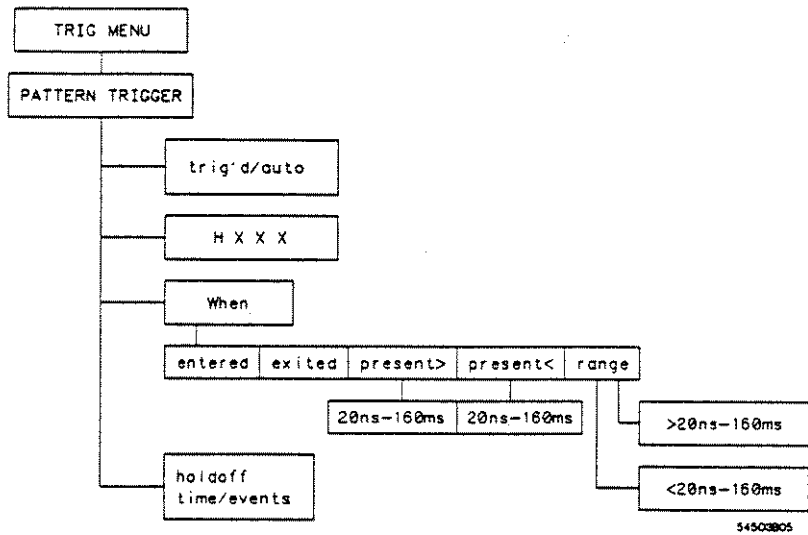 TRIG MENU
PATTERN TRIGGER
trig'd/auto
H X X X
When
entered exited present> present< range
20ns-160ms 20ns-160ms
>20ns-160ms
<20ns-160ms
holdoff
time/events
54503B05